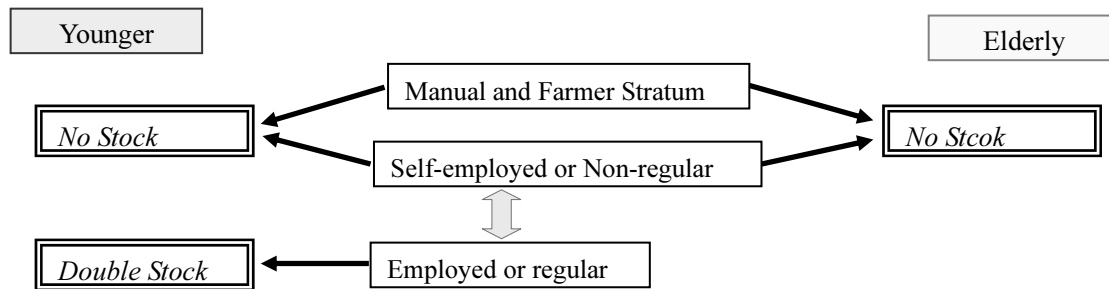 Younger
Elderly
Manual and Farmer Stratum
No Stock
No Stcok
Self-employed or Non-regular
Double Stock
Employed or regular